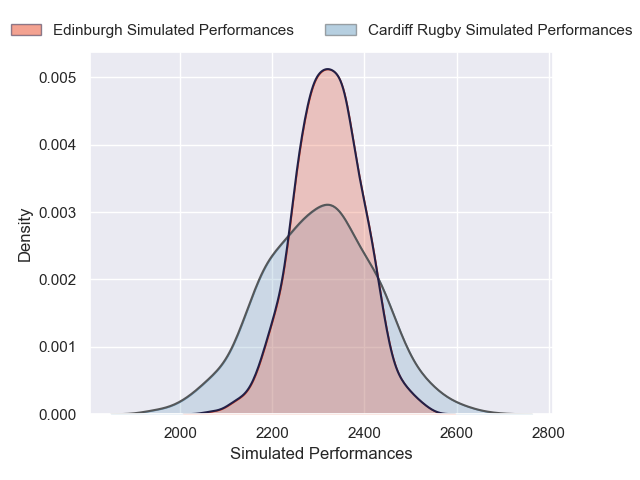 Edinburgh Simulated Performances
Cardiff Rugby Simulated Performances
0.005
0.004
0.003
0.002
0.001
0.000
Density
2000 2200 2400 2600 2800
Simulated Performances